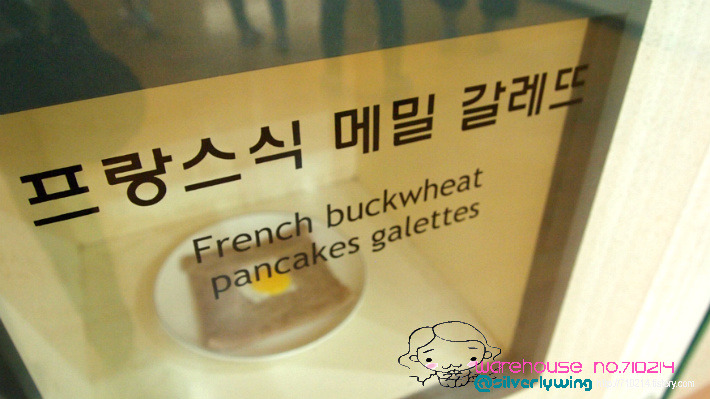 프랑스식 메밀 갈레뜨
French buckwheat
pancakes galettes
warehouse no.710214
@silverlywing